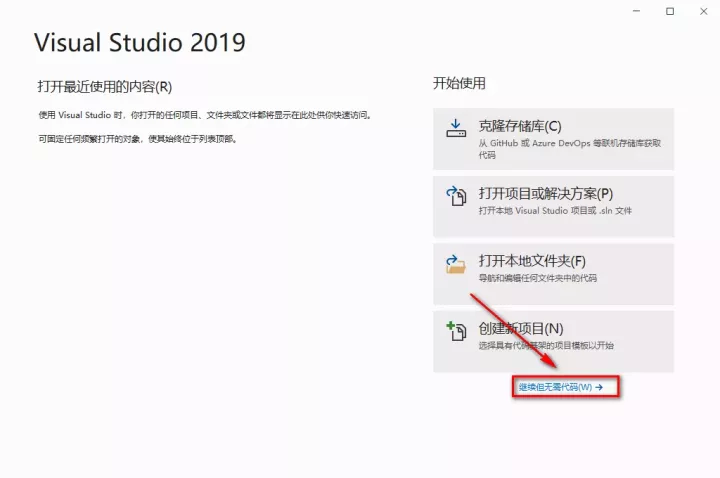 Visual Studio 2019
打开最近使用的内容(R)
使用 Visual Studio 时，你打开的任何项目、文件夹或文件都将显示在此处供你快速访问。
可固定任何频繁打开的对象，使其始终位于列表顶部。
开始使用
克隆存储库(C)
从 GitHub 或 Azure DevOps 等联机存储库获取
代码
打开项目或解决方案(P)
打开本地 Visual Studio 项目或 .sln 文件
打开本地文件夹(F)
导航和编辑任何文件夹中的代码
创建新项目(N)
选择具有代码基架的项目模板以开始
继续但无需代码(W) →